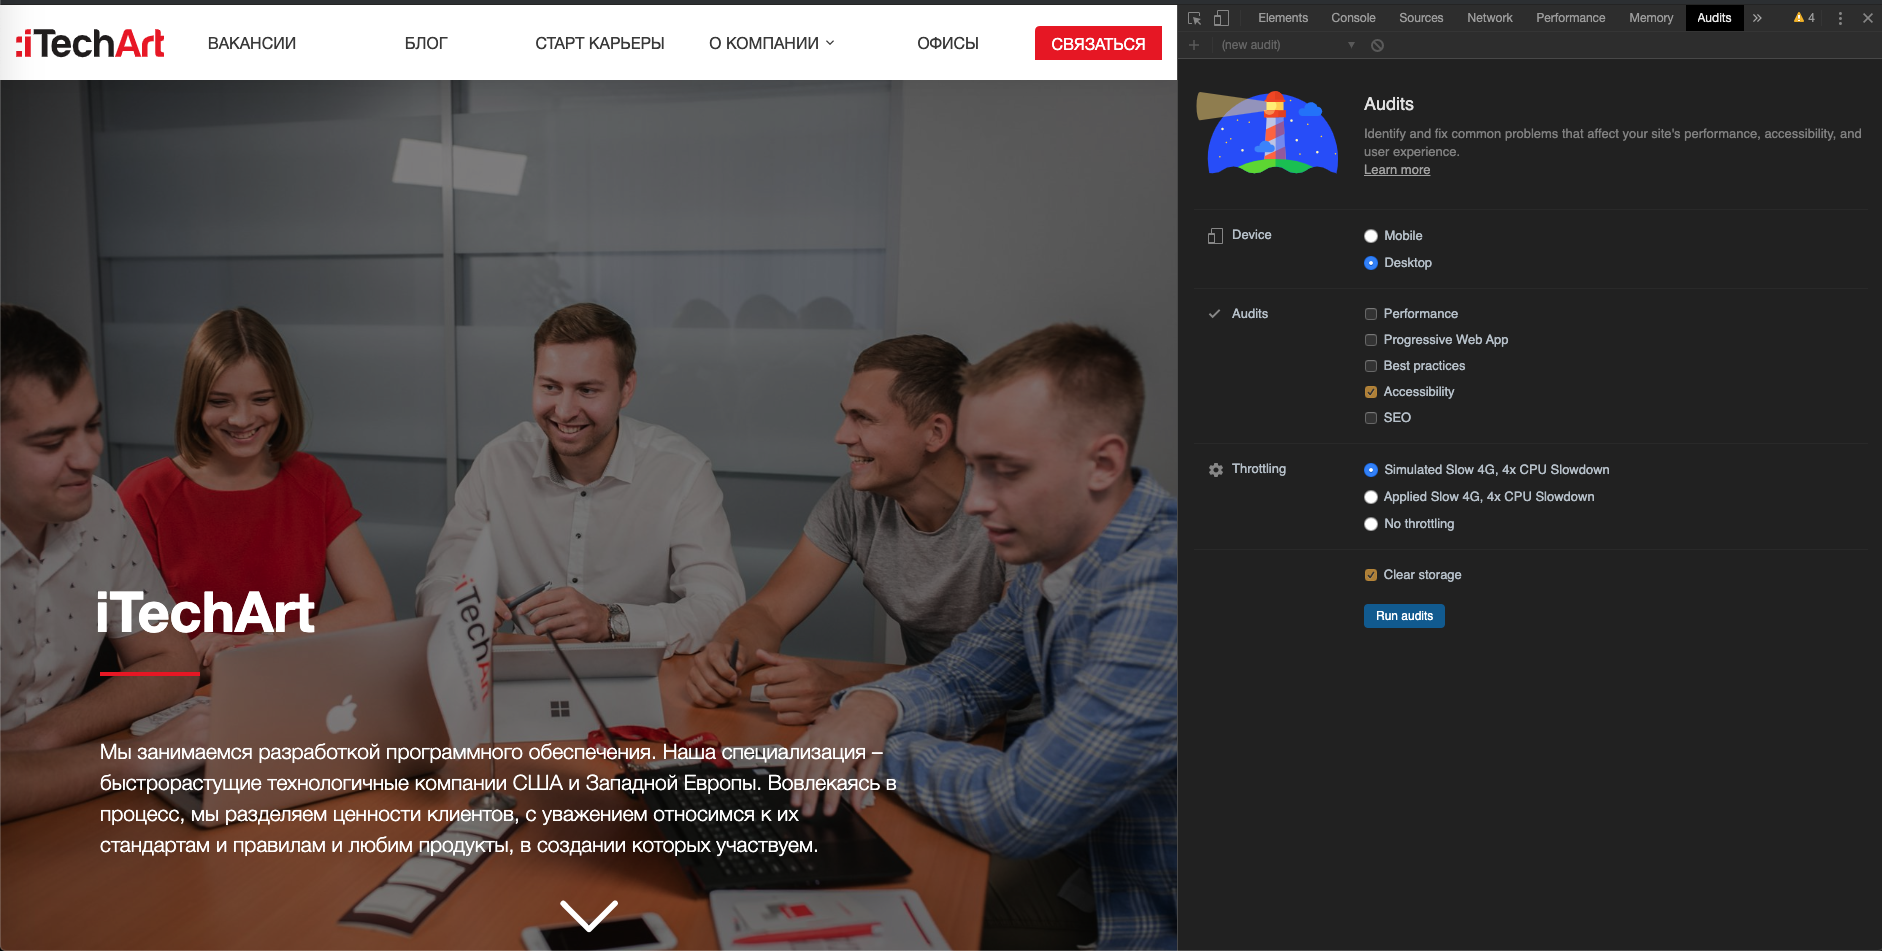 :iTechArt
ВАКАНСИИ
БЛОГ
СТАРТ КАРЬЕРЫ
О КОМПАНИИ
ОФИСЫ
СВЯЗАТЬСЯ
iTechArt
iTechArt
Мы занимаемся разработкой программного обеспечения. Наша специализация –
быстрорастущие технологичные компании США и Западной Европы. Вовлекаясь в
процесс, мы разделяем ценности клиентов, с уважением относимся к их
стандартам и правилам и любим продукты, в создании которых участвуем.
Elements
Console
Sources
Network
Performance
Memory
Audits
»
4
(new audit)
Audits
Identify and fix common problems that affect your site's performance, accessibility, and
user experience.
Learn more
Device
Mobile
Desktop
Audits
Performance
Progressive Web App
Best practices
Accessibility
SEO
Throttling
Simulated Slow 4G, 4x CPU Slowdown
Applied Slow 4G, 4x CPU Slowdown
No throttling
Clear storage
Run audits